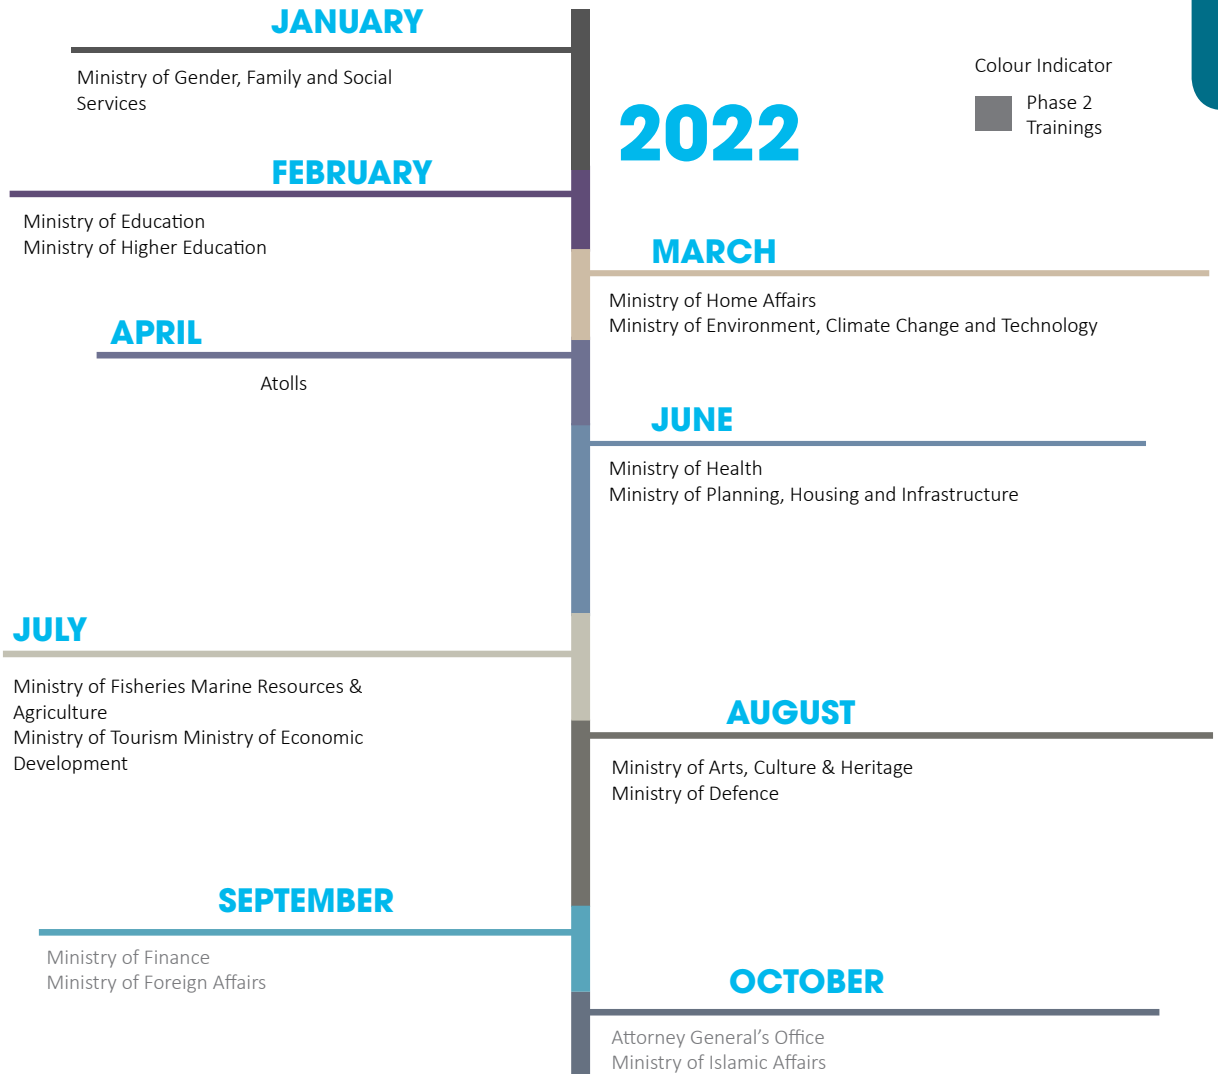 JANUARY
Ministry of Gender, Family and Social
Services
2022
Colour Indicator
Phase 2
Trainings
FEBRUARY
Ministry of Education
Ministry of Higher Education
MARCH
Ministry of Home Affairs
Ministry of Environment, Climate Change and Technology
APRIL
Atolls
JUNE
Ministry of Health
Ministry of Planning, Housing and Infrastructure
JULY
Ministry of Fisheries Marine Resources &
Agriculture
Ministry of Tourism Ministry of Economic
Development
AUGUST
Ministry of Arts, Culture & Heritage
Ministry of Defence
SEPTEMBER
Ministry of Finance
Ministry of Foreign Affairs
OCTOBER
Attorney General’s Office
Ministry of Islamic Affairs